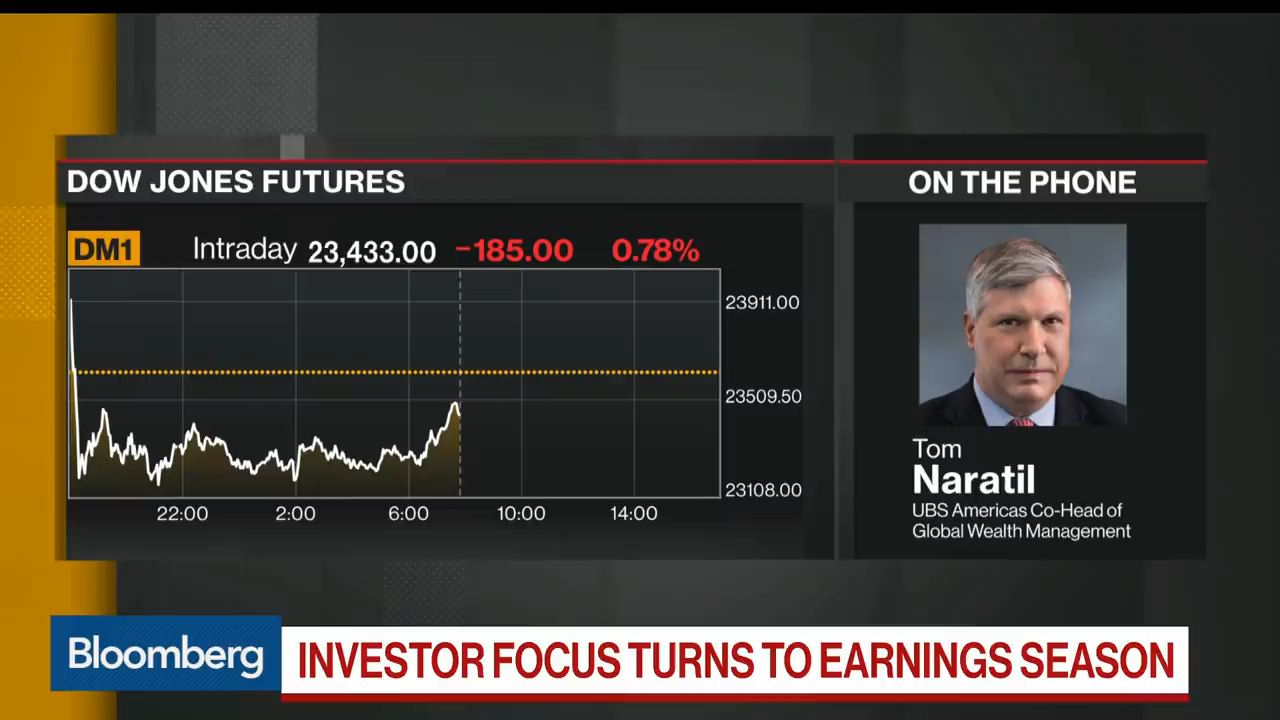 DOW JONES FUTURES
DM1 Intraday 23,433.00 −185.00 0.78%
23911.00
23509.50
23108.00
22:00 2:00 6:00 10:00 14:00
ON THE PHONE
Tom
Naratil
UBS Americas Co-Head of
Global Wealth Management
Bloomberg
INVESTOR FOCUS TURNS TO EARNINGS SEASON